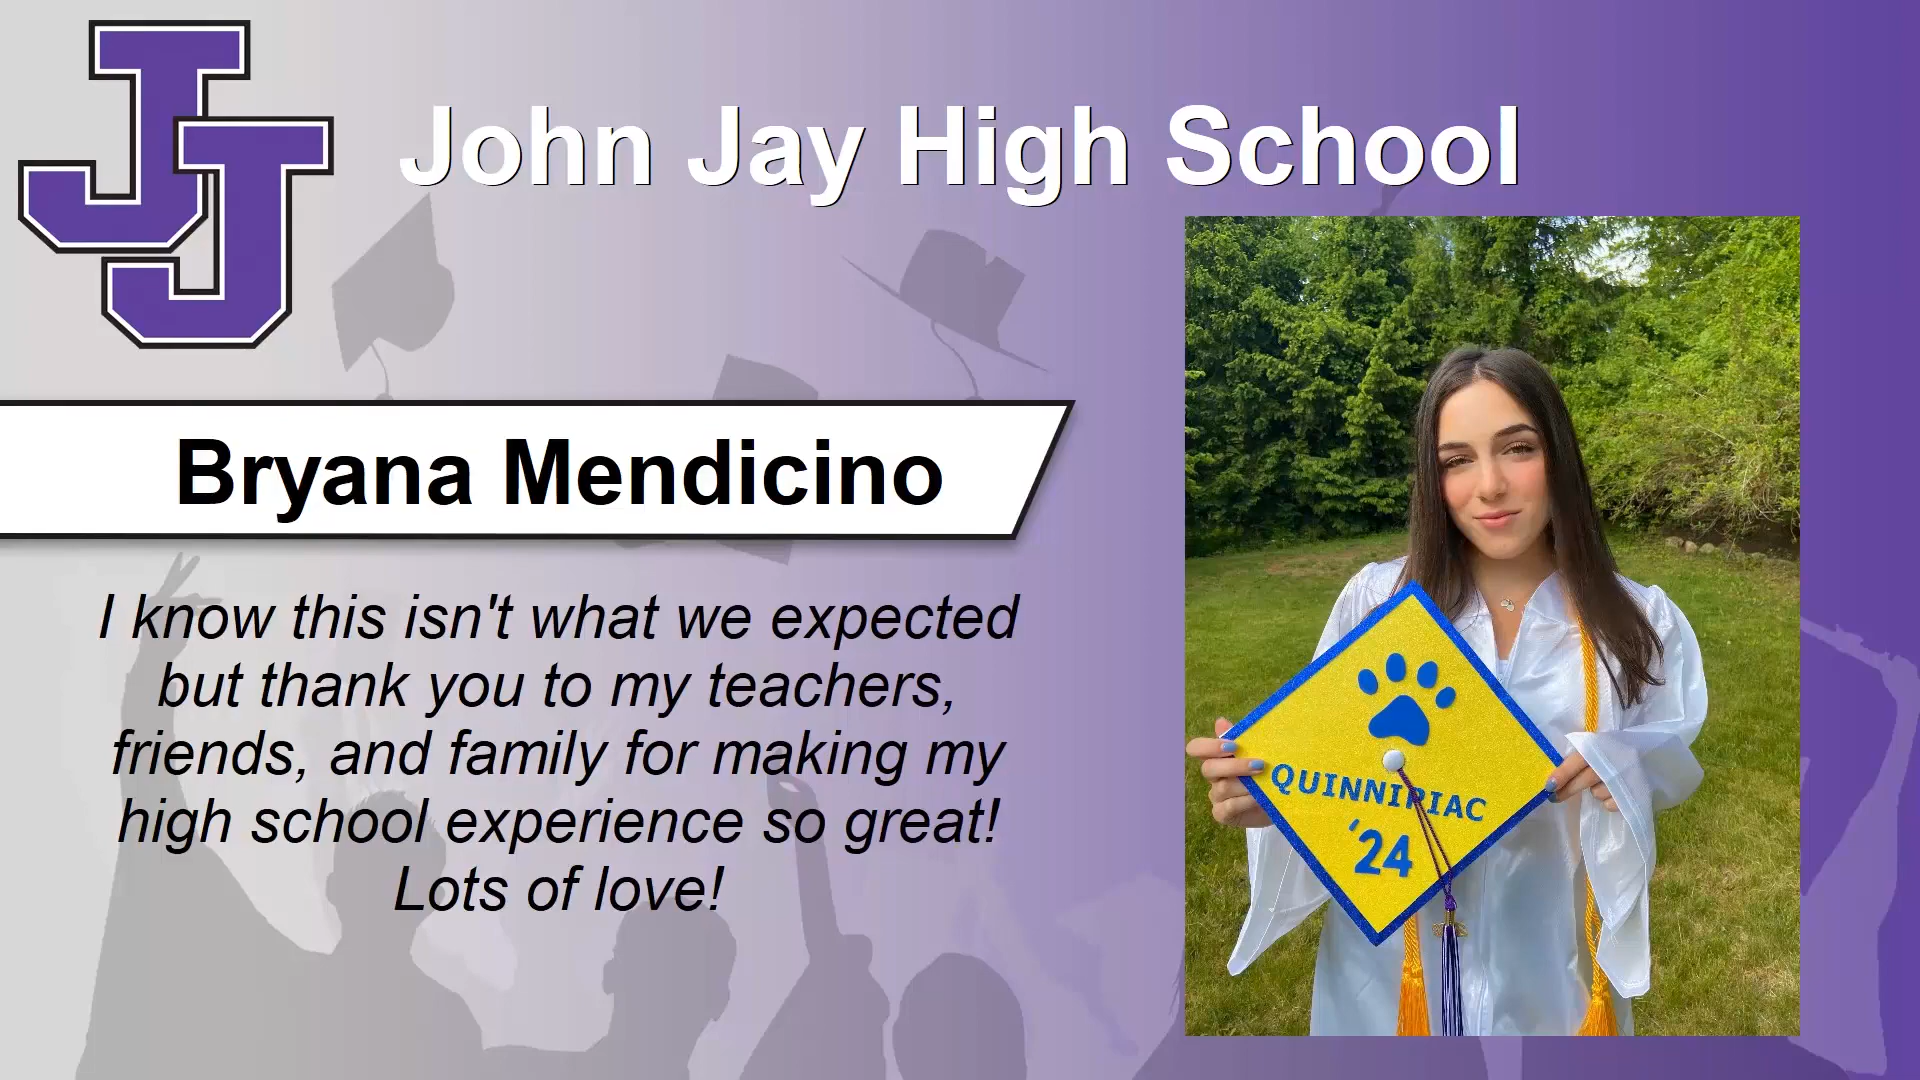 JJ
John Jay High School
Bryana Mendicino
I know this isn't what we expected
but thank you to my teachers,
friends, and family for making my
high school experience so great!
Lots of love!
QUINNIPIAC
'24